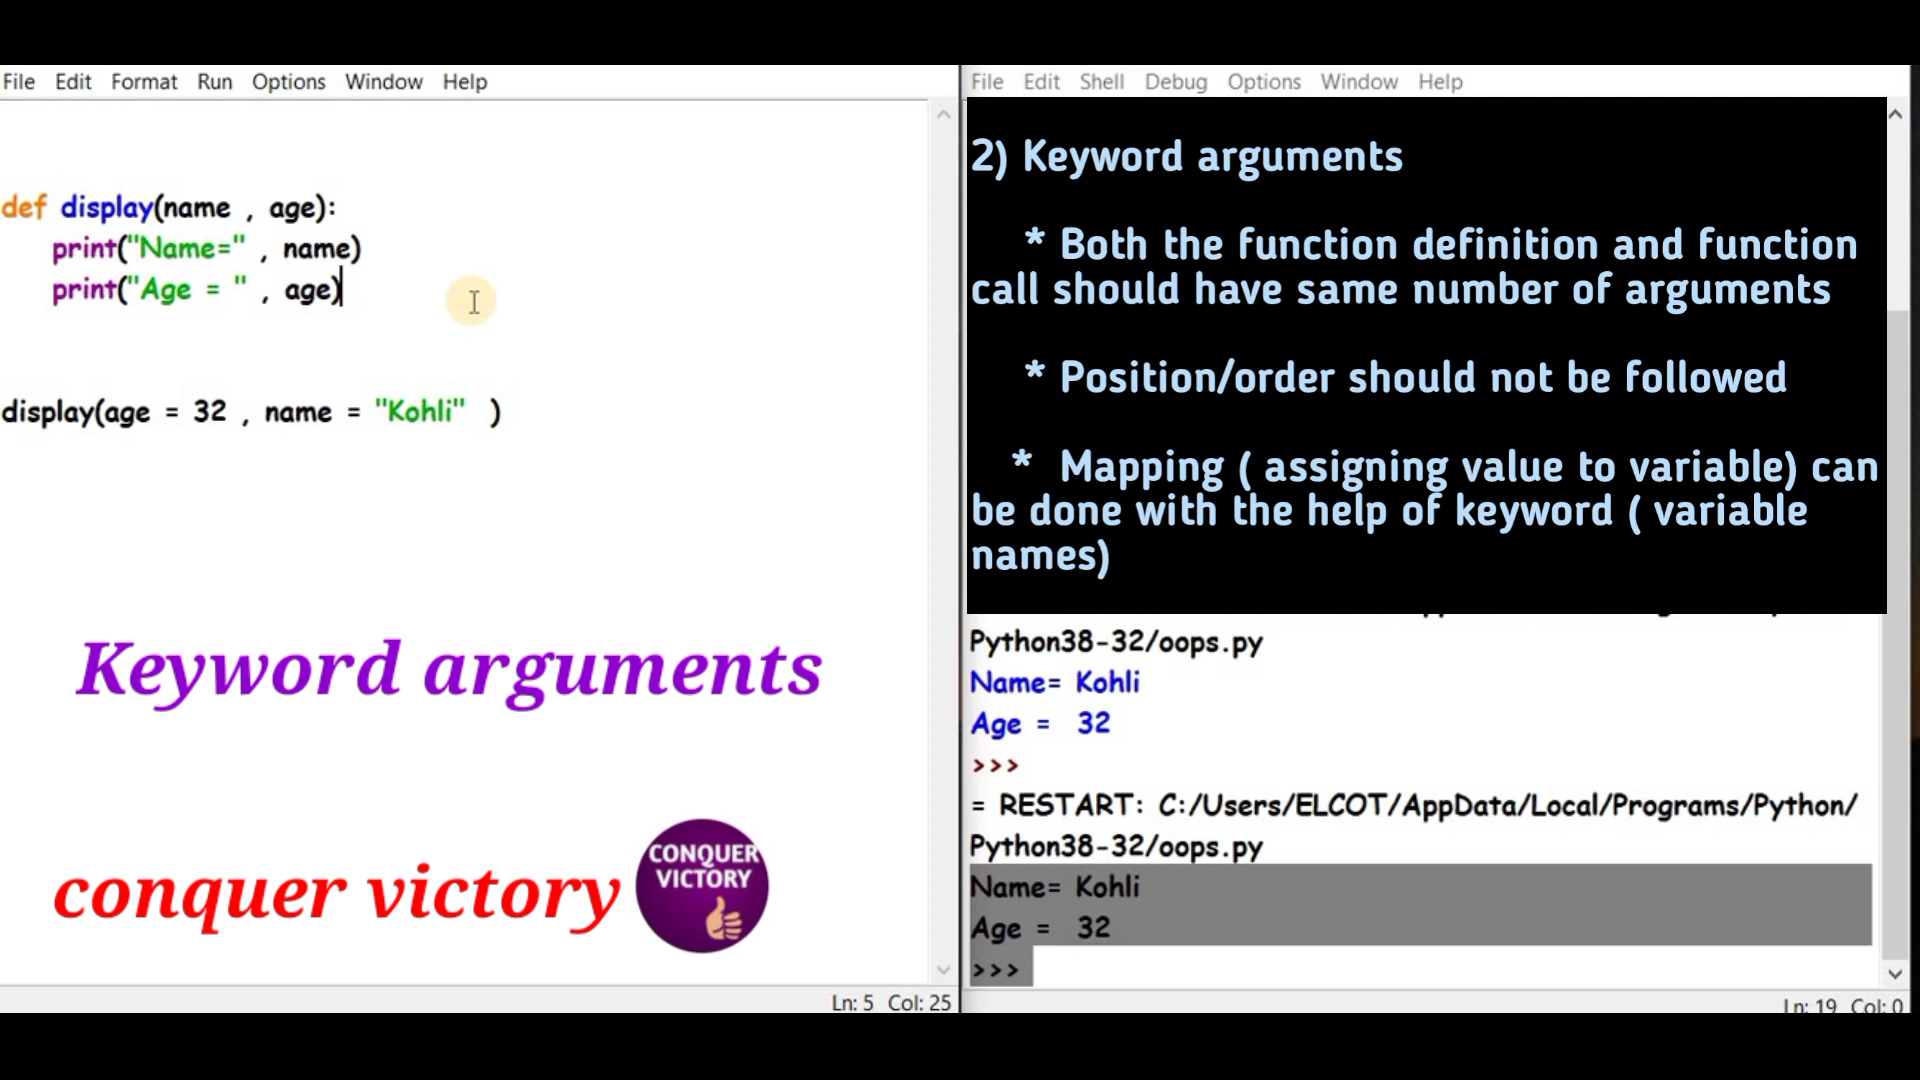 File Edit Format Run Options Window Help
def display(name , age):
print("Name=" , name)
print("Age = " , age)
display(age = 32 , name = "Kohli" )
Keyword arguments
conquer victory
CONQUER
VICTORY
Ln: 5 Col: 25
File Edit Shell Debug Options Window Help
2) Keyword arguments
* Both the function definition and function
call should have same number of arguments
* Position/order should not be followed
* Mapping ( assigning value to variable) can
be done with the help of keyword ( variable
names)
Python38-32/oops.py
Name= Kohli
Age = 32
>>>
= RESTART: C:/Users/ELCOT/AppData/Local/Programs/Python/
Python38-32/oops.py
Name= Kohli
Age = 32
>>>
Ln: 19 Col: 0